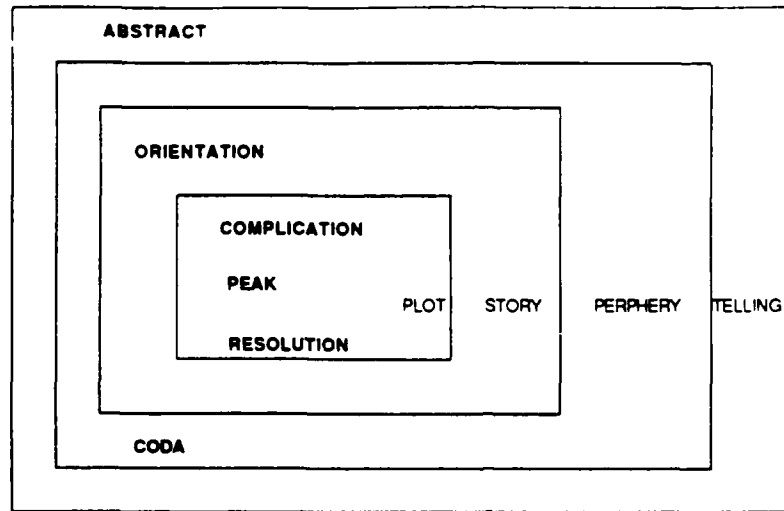 ABSTRACT
ORIENTATION
COMPLICATION
PEAK
PLOT STORY PERPHERY TELLING
RESOLUTION
CODA